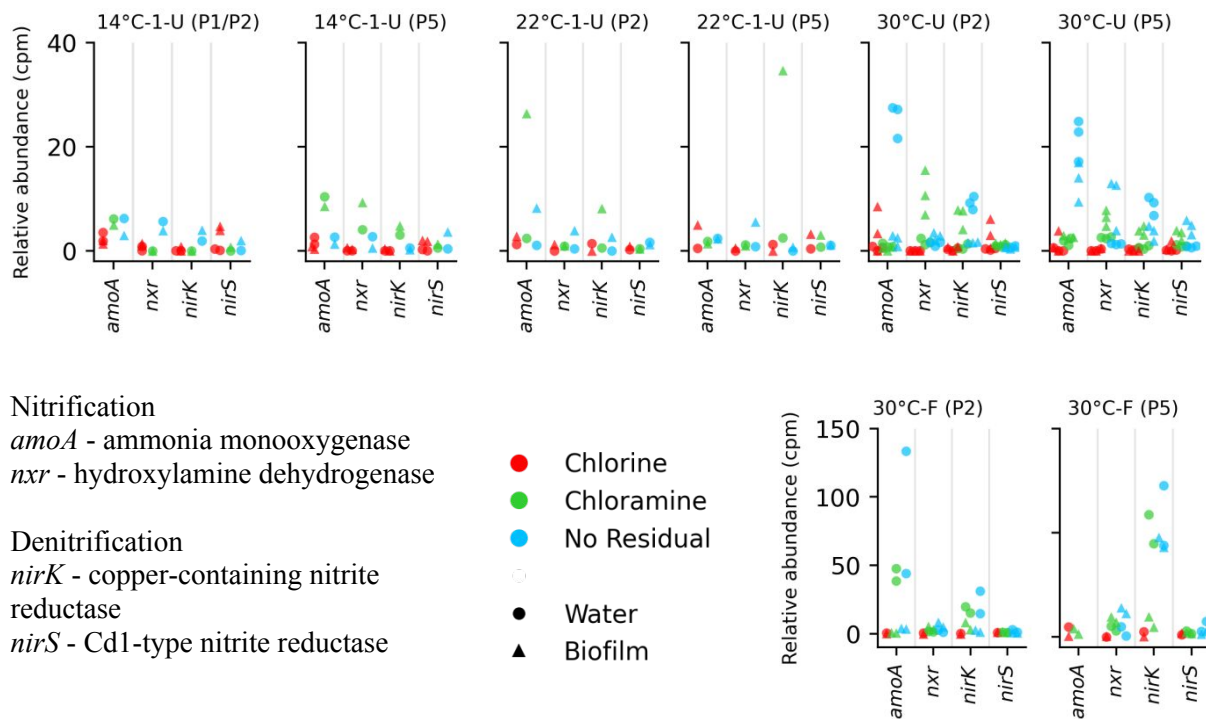 14°C-1-U (P1/P2)
14°C-1-U (P5)
22°C-1-U (P2)
22°C-1-U (P5)
30°C-U (P2)
30°C-U (P5)
Relative abundance (cpm)
40
20
0
40
20
0
amoA
nxr
nirK
nirS
amoA
nxr
nirK
nirS
amoA
nxr
nirK
nirS
amoA
nxr
nirK
nirS
amoA
nxr
nirK
nirS
amoA
nxr
nirK
nirS
Nitrification
amoA - ammonia monooxygenase
nxr - hydroxylamine dehydrogenase
Denitrification
nirK - copper-containing nitrite
reductase
nirS - Cd1-type nitrite reductase
Chlorine
Chloramine
No Residual
Water
Biofilm
30°C-F (P2)
30°C-F (P5)
Relative abundance (cpm)
150
100
50
0
amoA
nxr
nirK
nirS
amoA
nxr
nirK
nirS